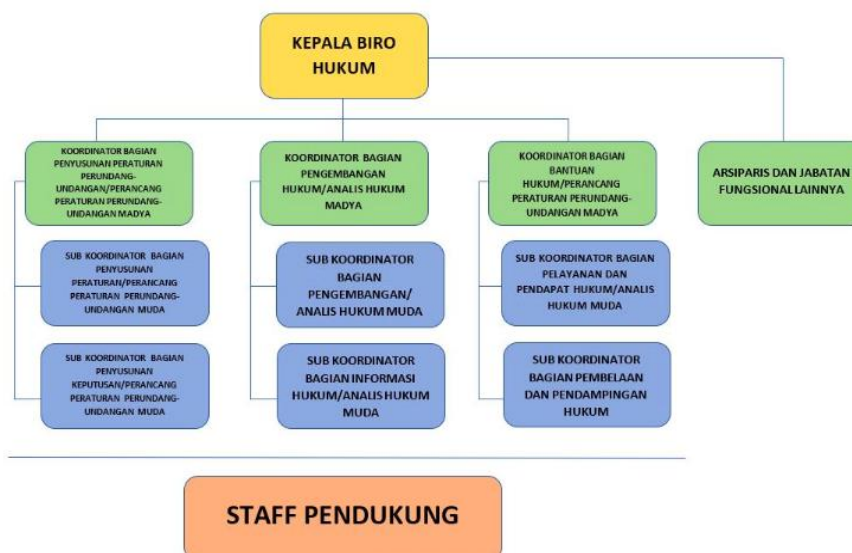 KEPALA BIRO
HUKUM
KOORDINATOR BAGIAN
PENYUSUNAN PERATURAN
PERUNDANG-
UNDANGAN/PERANCANG
PERATURAN PERUNDANG-
UNDANGAN MADYA
KOORDINATOR BAGIAN
PENGEMBANGAN
HUKUM/ANALIS HUKUM
MADYA
KOORDINATOR BAGIAN
BANTUAN
HUKUM/PERANCANG
PERATURAN PERUNDANG-
UNDANGAN MADYA
ARSIPARIS DAN JABATAN
FUNGSIONAL LAINNYA
SUB KOORDINATOR BAGIAN
PENYUSUNAN
PERATURAN/PERANCANG
PERATURAN PERUNDANG-
UNDANGAN MUDA
SUB KOORDINATOR
BAGIAN
PENGEMBANGAN/
ANALIS HUKUM MUDA
SUB KOORDINATOR BAGIAN
PELAYANAN DAN
PENDAPAT HUKUM/ANALIS
HUKUM MUDA
SUB KOORDINATOR BAGIAN
PENYUSUNAN
KEPUTUSAN/PERANCANG
PERATURAN PERUNDANG-
UNDANGAN MUDA
SUB KOORDINATOR
BAGIAN INFORMASI
HUKUM/ANALIS HUKUM
MUDA
SUB KOORDINATOR
BAGIAN PEMBELAAN
DAN PENDAMPINGAN
HUKUM
STAFF PENDUKUNG